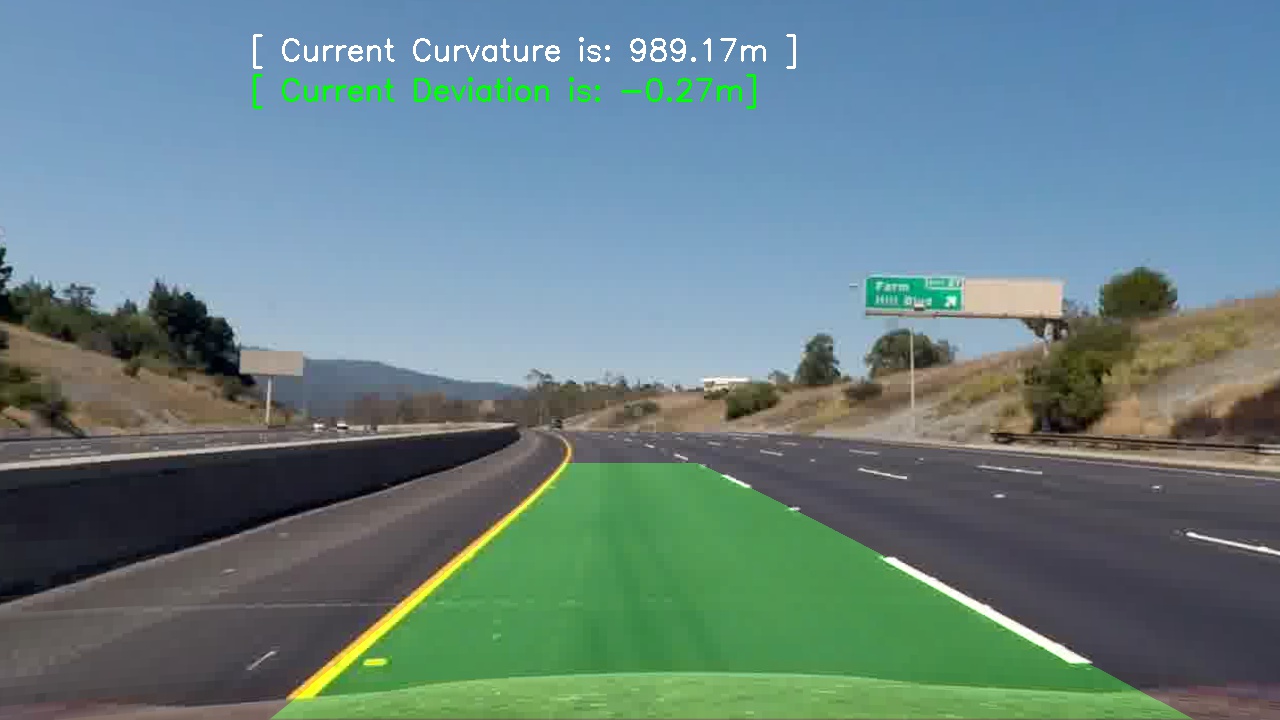 [ Current Curvature is: 989.17m ]
[ Current Deviation is: -0.27m]
Farm
Hill Blvd